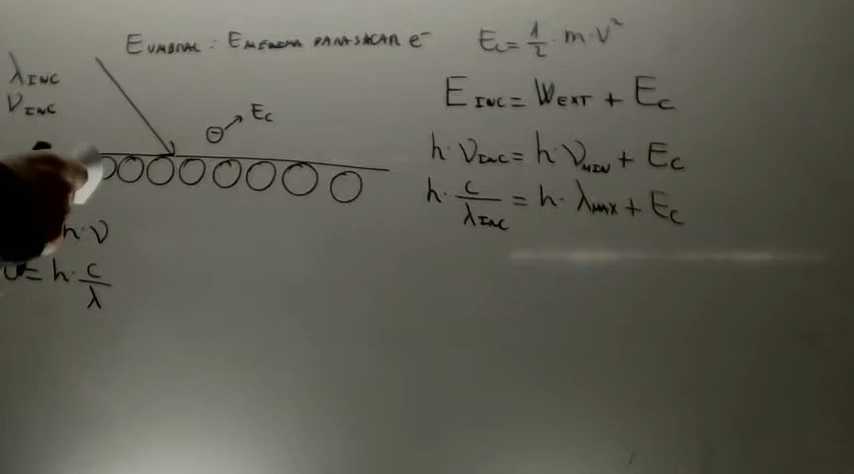 Eumbral: E mínima para sacar e⁻
Ec = 1/2 · m · v²
λinc
νinc
Ec
Einc = Wext + Ec
h · νinc = h · νmin + Ec
h · c/λinc = h · λmax + Ec
h · ν
= h · c/λ